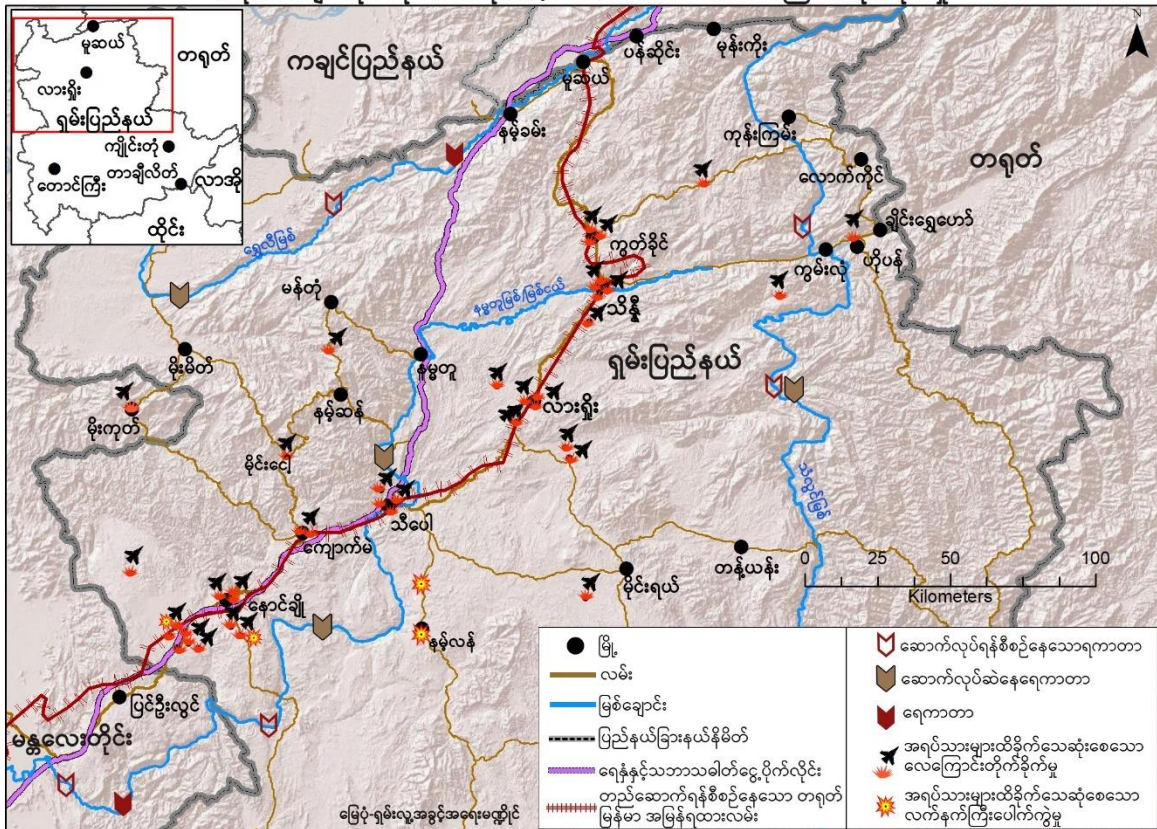 မူဆယ်
တရုတ်
လားရှိုး
ရှမ်းပြည်နယ်
ကျိုင်းတုံ
တောင်ကြီး
တာချီလိတ်
လာအို
ထိုင်း
ကချင်ပြည်နယ်
ပန်ဆိုင်း
မုန်းကိုး
မူဆယ်
နမ့်ခမ်း
ကုန်းကြမ်း
လောက်ကိုင်
တရုတ်
N
ရွှေလီမြစ်
ကွတ်ခိုင်
ချင်းရွှေဟော်
ဟိုပန်
ကွမ်းလုံ
မန်တုံ
နမ္မတူမြစ်/မြစ်ငယ်
သိန္နီ
မိုးမိတ်
နမ္မတူ
ရှမ်းပြည်နယ်
နမ့်ဆန်
လားရှိုး
မိုးကုတ်
မိုင်းငေါ့
သံလွင်မြစ်
သီပေါ
ကျောက်မဲ
တန့်ယန်း
မိုင်းရယ်
0 25 50 100
Kilometers
နောင်ချို
နမ့်လန်
ပြင်ဦးလွင်
မန္တလေးတိုင်း
မြို့
လမ်း
မြစ်ချောင်း
ပြည်နယ်ခြားနယ်နိမိတ်
ရေနံနှင့်သဘာသဓါတ်ငွေ့ပိုက်လိုင်း
တည်ဆောက်ရန်စီစဉ်နေသော တရုတ်
မြန်မာ အမြန်ရထားလမ်း
ဆောက်လုပ်ရန်စီစဉ်နေသောရေကာတာ
ဆောက်လုပ်ဆဲနေရေကာတာ
ရေကာတာ
အရပ်သားများထိခိုက်သေဆုံးစေသော
လေကြောင်းတိုက်ခိုက်မှု
အရပ်သားများထိခိုက်သေဆုံးစေသော
လက်နက်ကြီးပေါက်ကွဲမှု
မြေပုံ-ရှမ်းလူ့အခွင့်အရေးမဏ္ဍိုင်